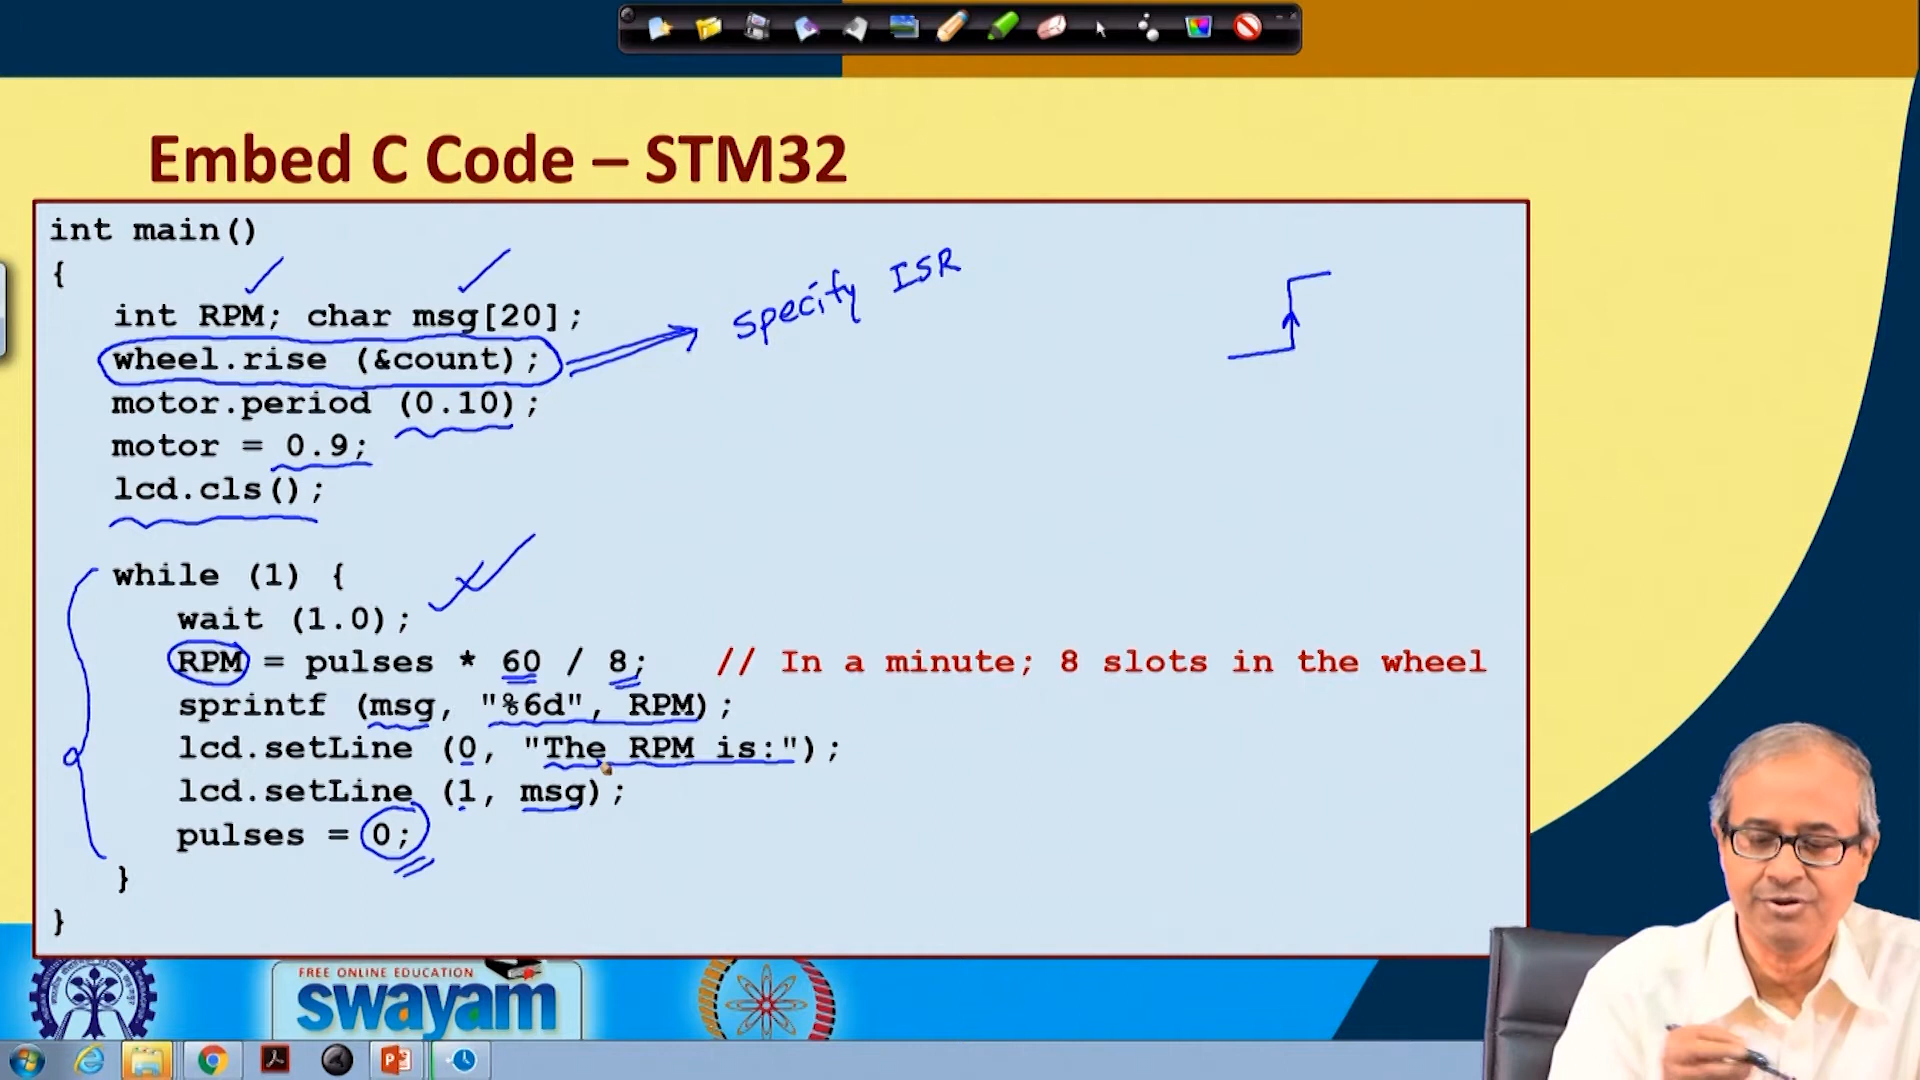 Embed C Code – STM32
int main()
{
int RPM; char msg[20];
wheel.rise (&count);
specify ISR
motor.period (0.10);
motor = 0.9;
lcd.cls();
while (1) {
wait (1.0);
RPM = pulses * 60 / 8; // In a minute; 8 slots in the wheel
sprintf (msg, "%6d", RPM);
lcd.setLine (0, "The RPM is:");
lcd.setLine (1, msg);
pulses = 0;
}
}
FREE ONLINE EDUCATION
swayam